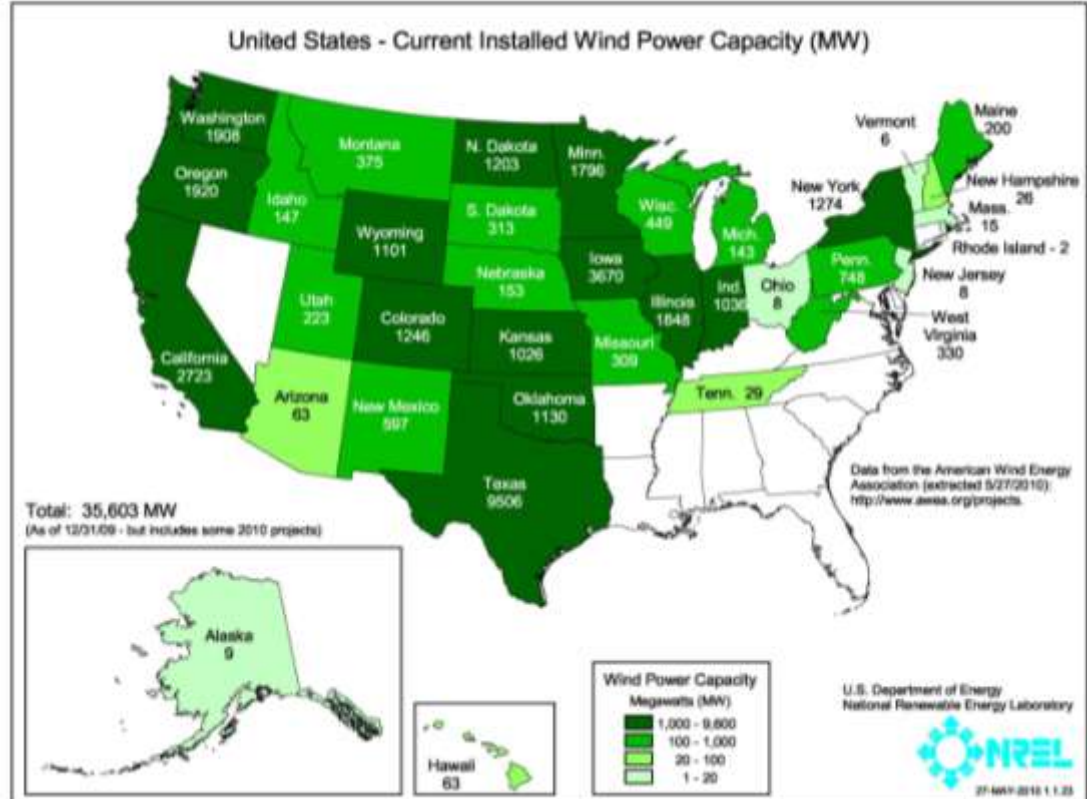 United States - Current Installed Wind Power Capacity (MW)
Washington
1908
Oregon
1920
California
2723
Idaho
147
Montana
375
Wyoming
1101
Utah
223
Arizona
63
Colorado
1246
New Mexico
597
N. Dakota
1203
S. Dakota
313
Nebraska
153
Kansas
1026
Oklahoma
1130
Texas
9506
Minn.
1796
Iowa
3670
Missouri
309
Wisc.
449
Illinois
1848
Mich.
143
Ind.
1036
Ohio
8
Tenn. 29
Penn.
748
New York
1274
Vermont
6
Maine
200
New Hampshire
26
Mass.
15
Rhode Island - 2
New Jersey
8
West
Virginia
330
Data from the American Wind Energy
Association (extracted 5/27/2010):
http://www.awea.org/projects.
Total: 35,603 MW
(As of 12/31/09 - but includes some 2010 projects)
Alaska
9
Hawaii
63
Wind Power Capacity
Megawatts (MW)
1,000 - 9,600
100 - 1,000
20 - 100
1 - 20
U.S. Department of Energy
National Renewable Energy Laboratory
NREL
27-MAY-2010 1.1.23